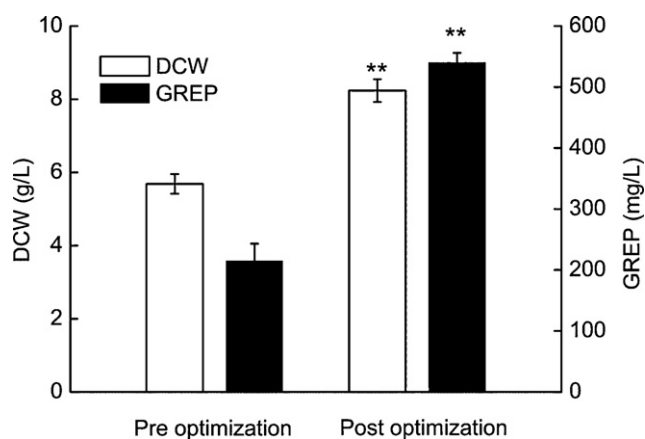 10
8
6
4
2
0
DCW (g/L)
DCW
GREP
**
**
600
500
400
300
200
100
0
GREP (mg/L)
Pre optimization
Post optimization